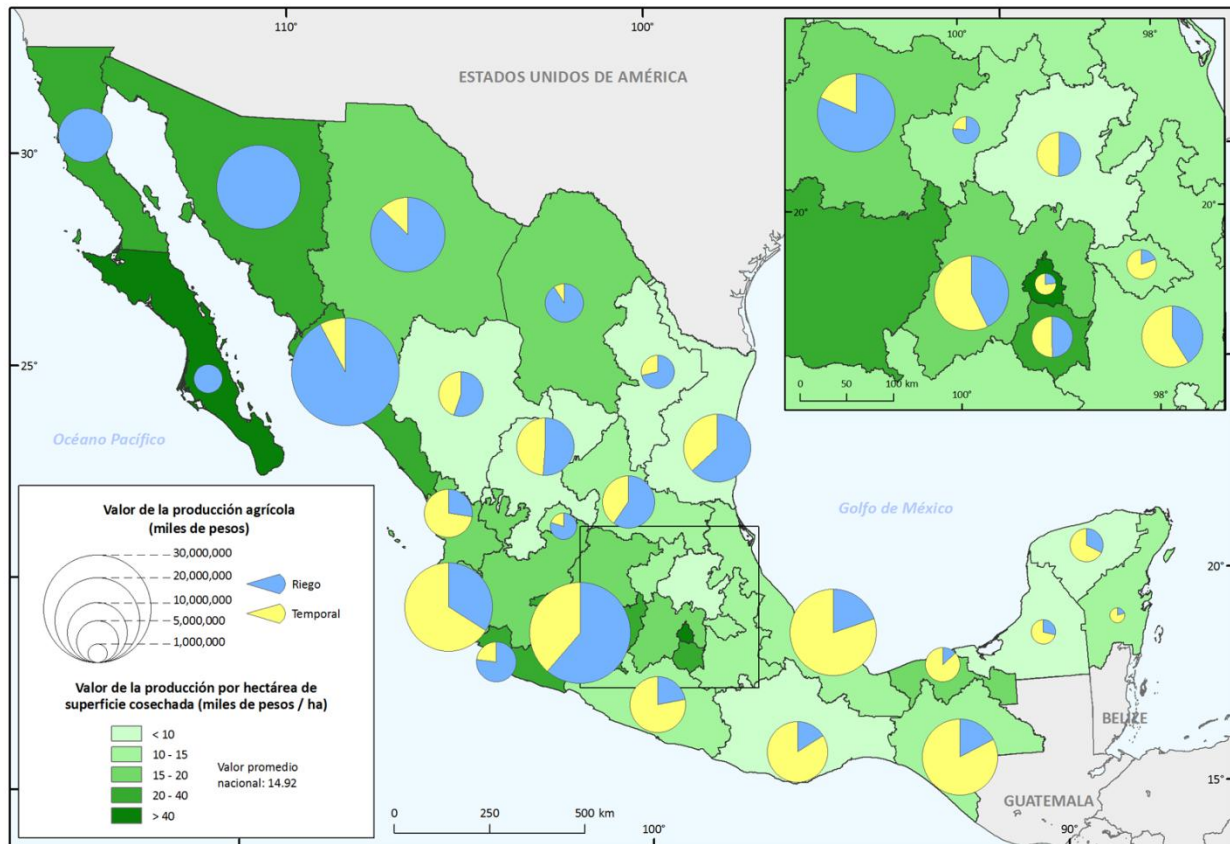 110°
100°
ESTADOS UNIDOS DE AMÉRICA
30°
25°
Océano Pacífico
Golfo de México
100°
98°
20°
20°
0 50 100 km
100°
98°
Valor de la producción agrícola
(miles de pesos)
30,000,000
20,000,000
10,000,000
5,000,000
1,000,000
Riego
Temporal
Valor de la producción por hectárea de
superficie cosechada (miles de pesos / ha)
< 10
10 - 15
15 - 20
20 - 40
> 40
Valor promedio
nacional: 14.92
20°
BELIZE
GUATEMALA
15°
0 250 500 km
100°
90°